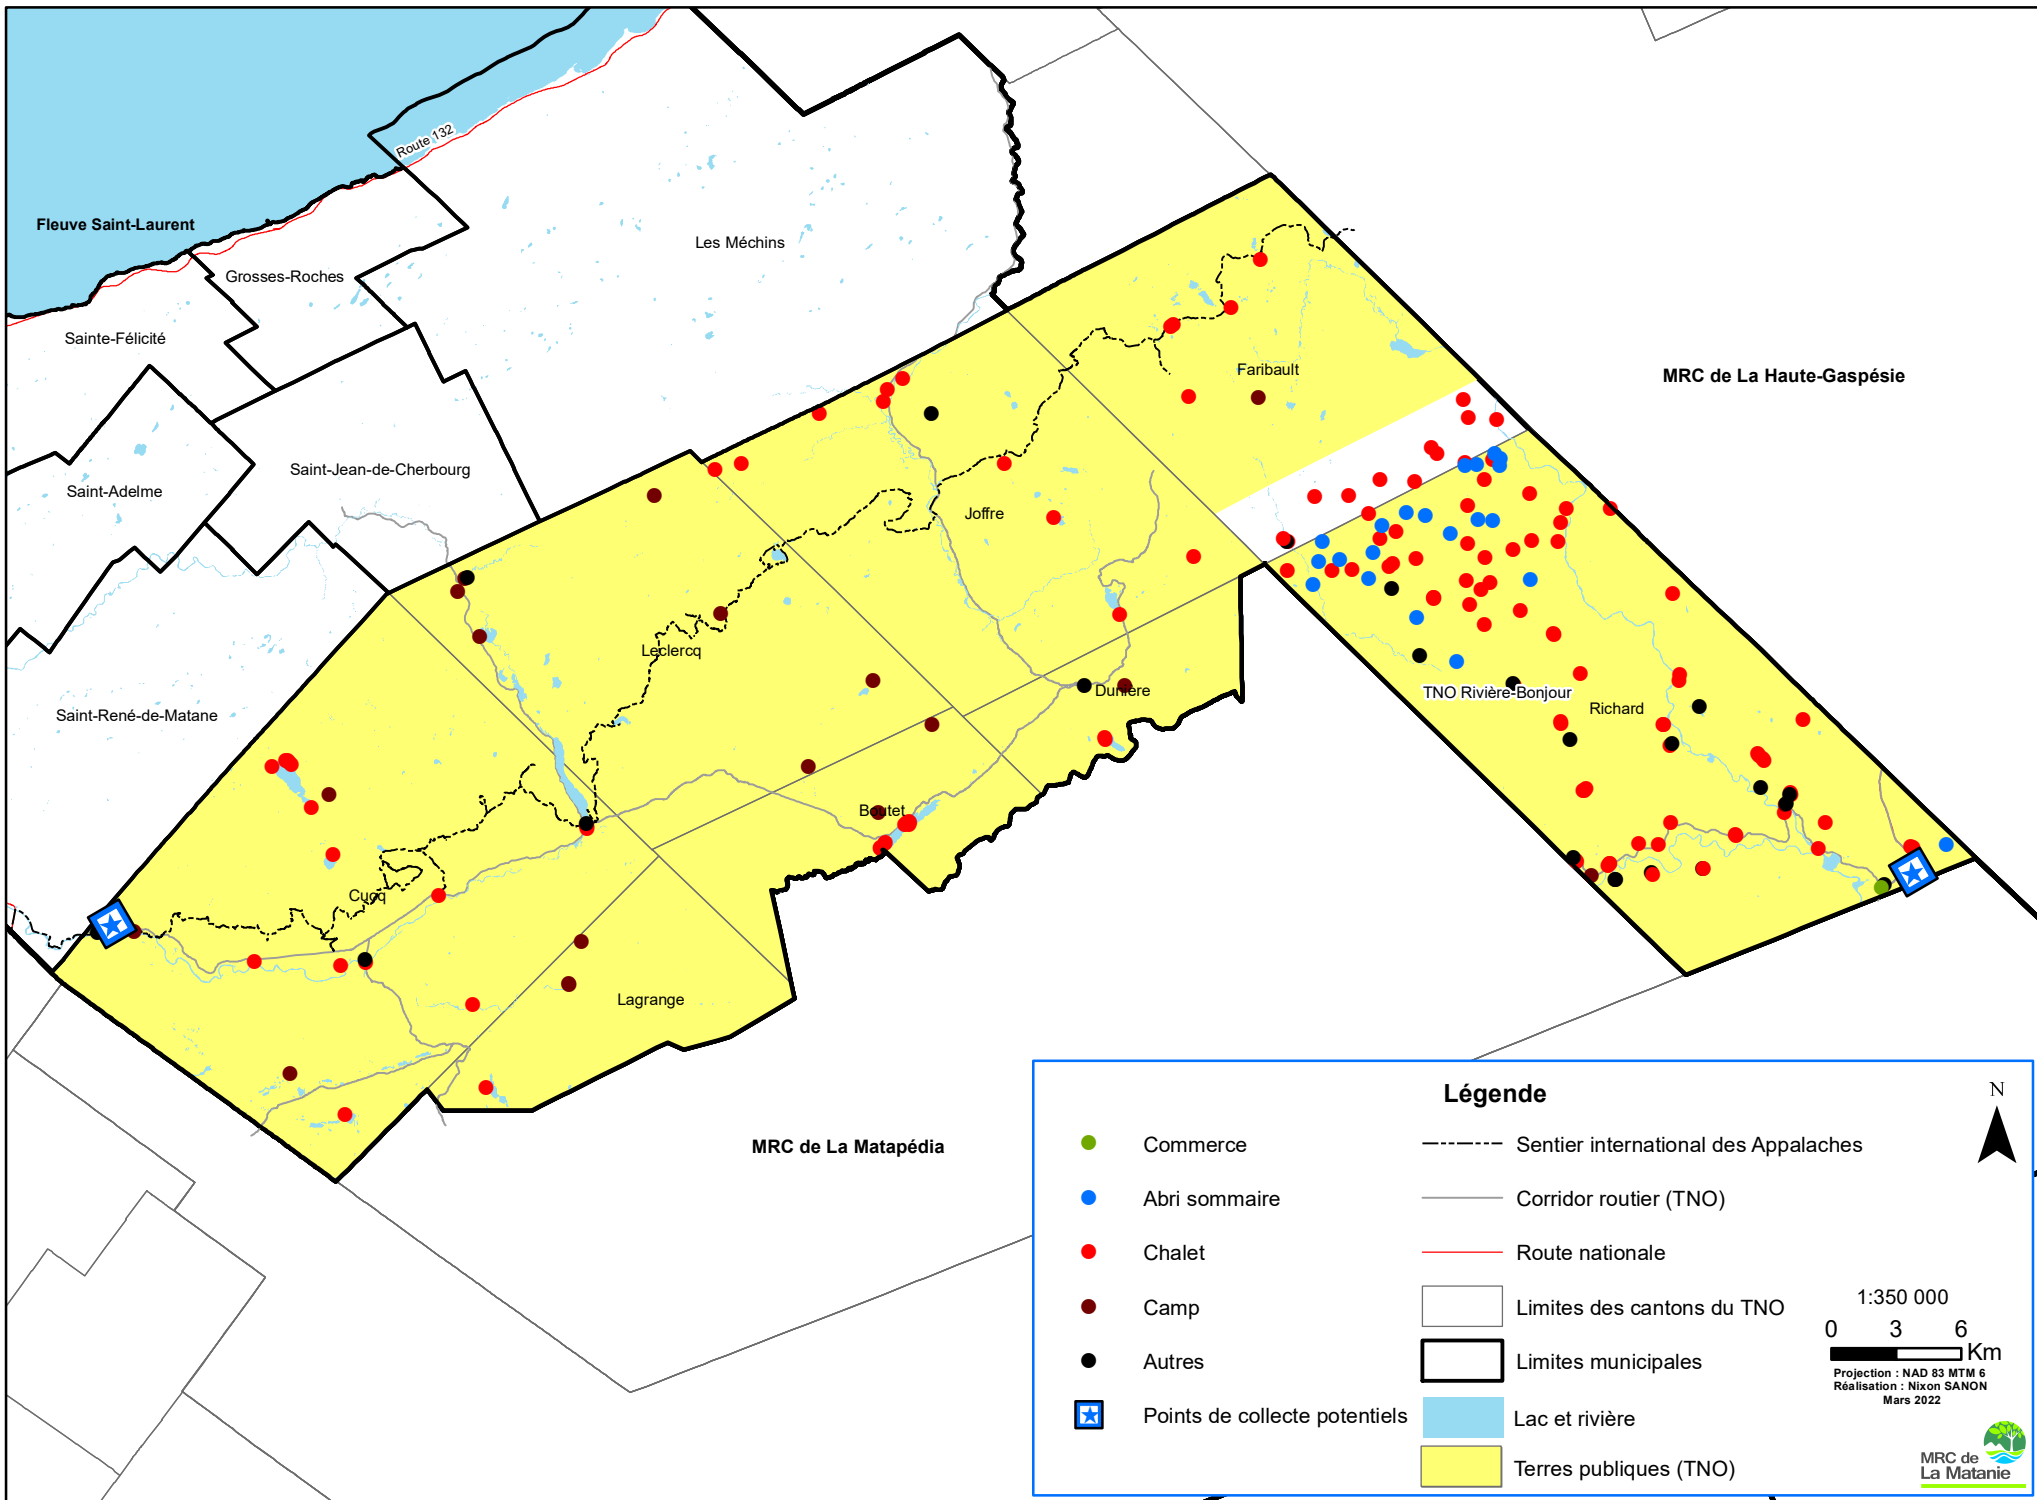 Route 132
Fleuve Saint-Laurent
Les Méchins
Grosses-Roches
Sainte-Félicité
Faribault
MRC de La Haute-Gaspésie
Saint-Jean-de-Cherbourg
Saint-Adelme
Joffre
Leclercq
Dunière
TNO Rivière-Bonjour
Richard
Saint-René-de-Matane
Boutet
Cuoq
Lagrange
MRC de La Matapédia
Légende
N
Commerce
Abri sommaire
Chalet
Camp
Autres
Points de collecte potentiels
Sentier international des Appalaches
Corridor routier (TNO)
Route nationale
Limites des cantons du TNO
Limites municipales
Lac et rivière
Terres publiques (TNO)
1:350 000
0 3 6
Km
Projection : NAD 83 MTM 6
Réalisation : Nixon SANON
Mars 2022
MRC de
La Matanie